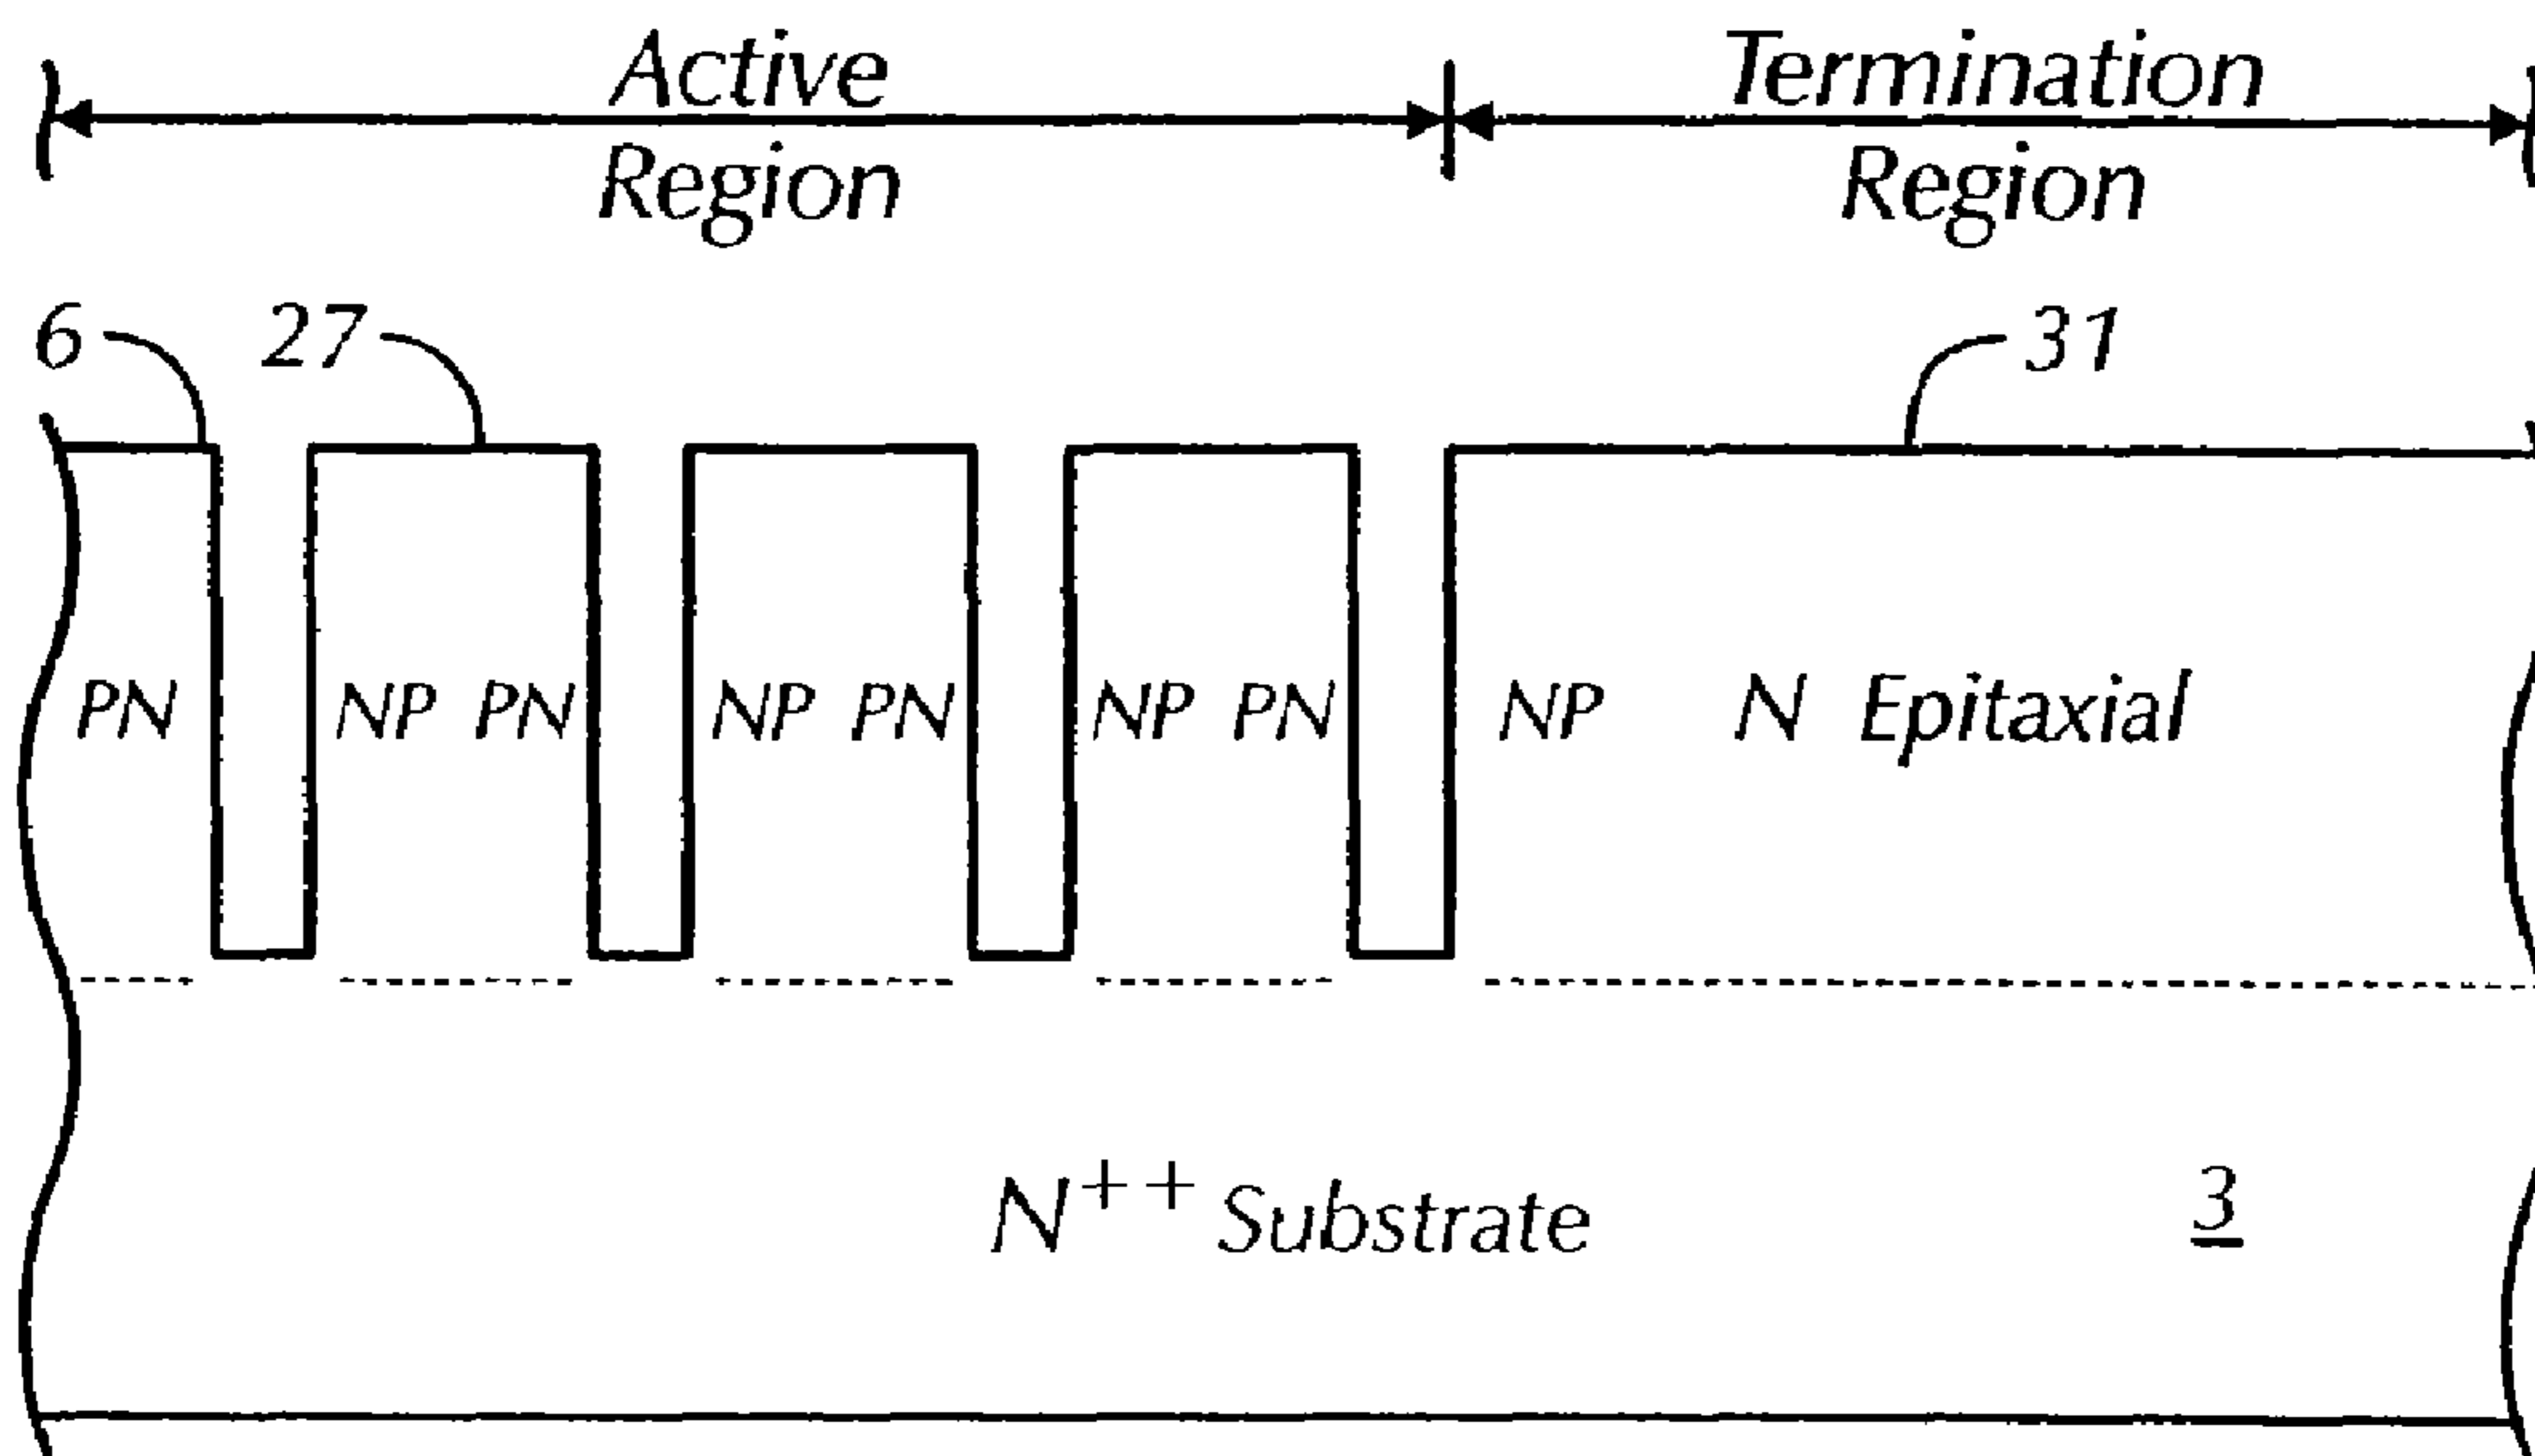 Active
Region
Termination
Region
6
27
31
PN NP PN NP PN NP PN NP N Epitaxial
N++ Substrate
3